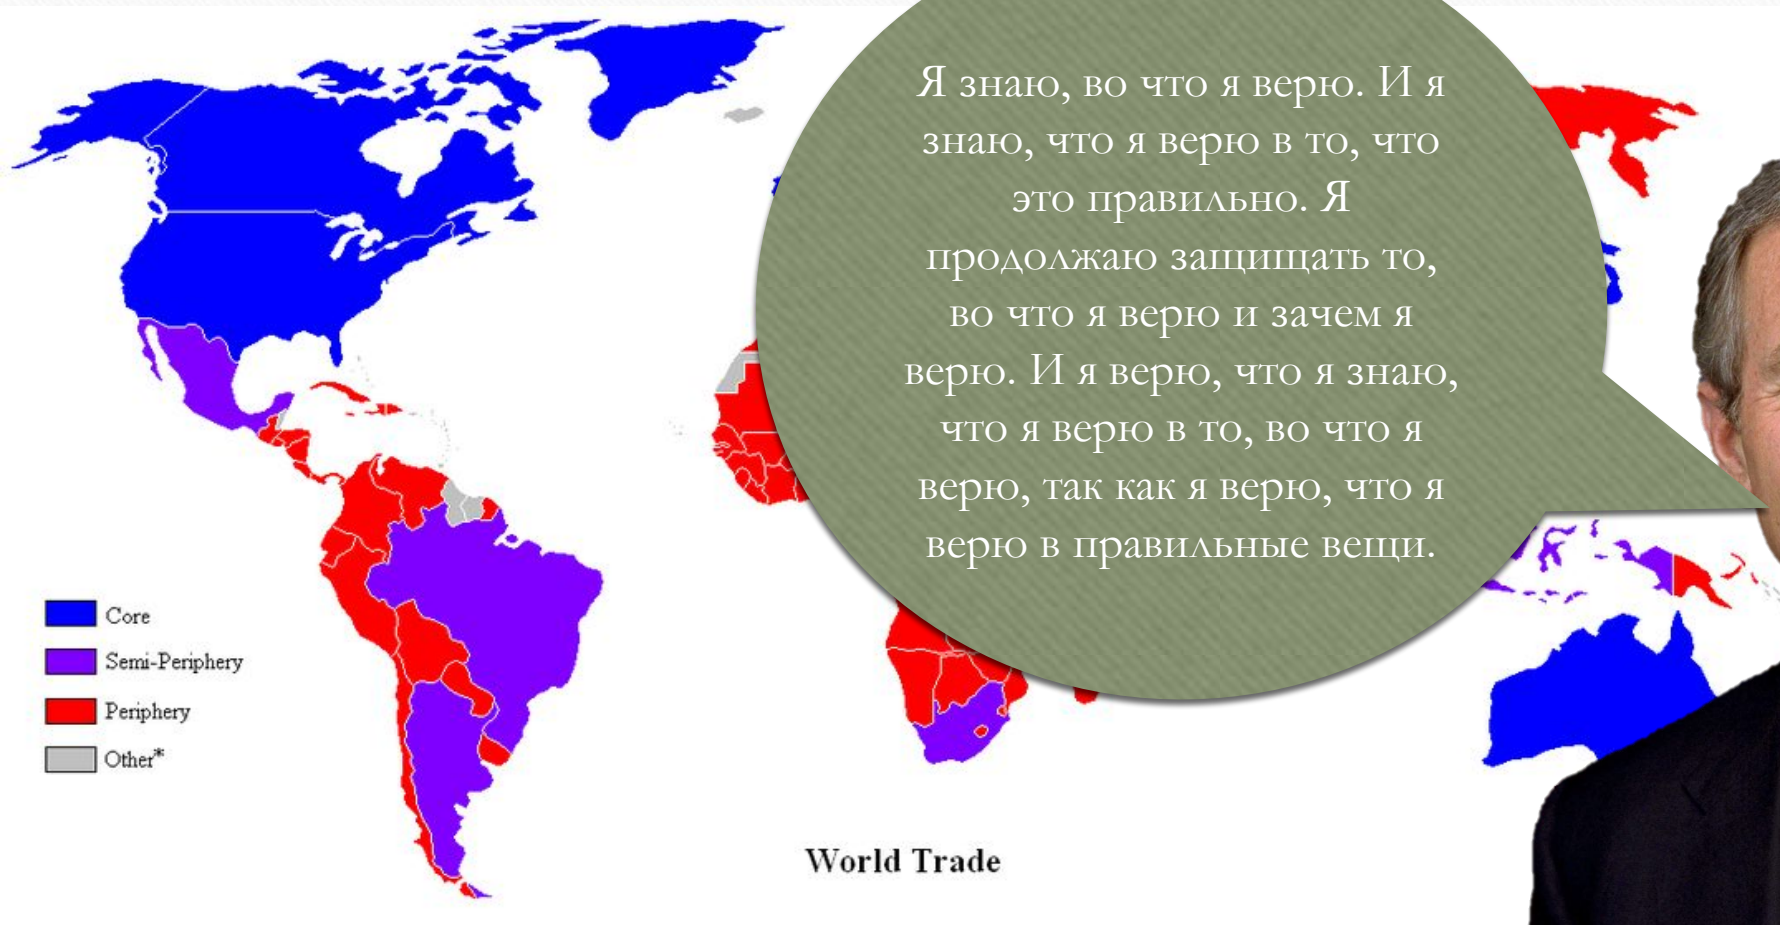 Я знаю, во что я верю. И я
знаю, что я верю в то, что
это правильно. Я
продолжаю защищать то,
во что я верю и зачем я
верю. И я верю, что я знаю,
что я верю в то, во что я
верю, так как я верю, что я
верю в правильные вещи.
Core
Semi-Periphery
Periphery
Other*
World Trade